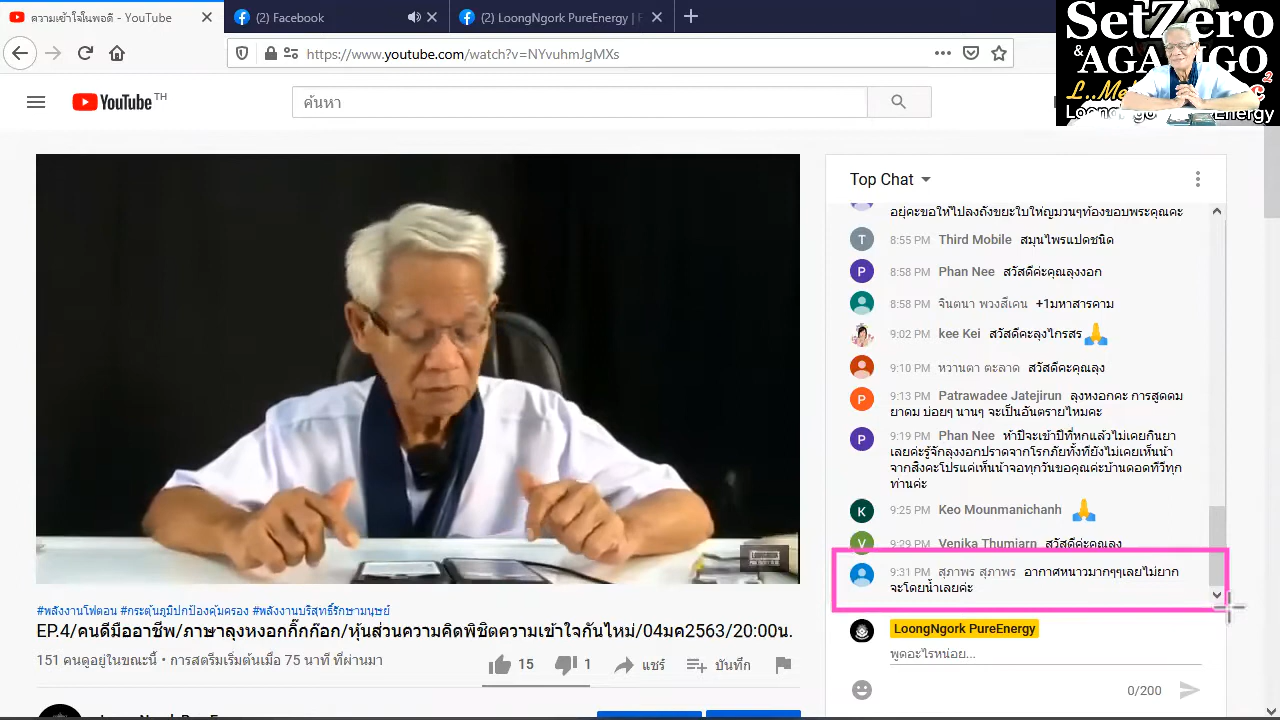 ความเข้าใจในพอดี - YouTube
(2) Facebook
(2) LoongNgork PureEnergy | F
https://www.youtube.com/watch?v=NYvuhmJgMXs
SetZero
&
L..Me
YouTube TH
ค้นหา
Top Chat
อยุ่คะขอให้ไปลงถังขยะใบให้ญมวนๆท้องขอบพระคุณคะ
T 8:55 PM Third Mobile สมุนไพรแปดชนิด
P 8:58 PM Phan Nee สวัสดีค่ะคุณลุงงอก
8:58 PM จินตนา พวงสีเคน +1มหาสารคาม
9:02 PM kee Kei สวัสดีคะลุงไกรสร🙏
9:10 PM หวานตา ตะลาด สวัสดีคะคุณลุง
P 9:13 PM Patrawadee Jatejirun ลุงหงอกคะ การสูดดม
ยาดม บ่อยๆ นานๆ จะเป็นอันตรายไหมคะ
P 9:19 PM Phan Nee ห้าปีจะเข้าปีที่หกแล้วไม่เคยกินยา
เลยค่ะรู้จักลุงงอกปราดจากโรกภัยทั้งที่ยังไม่เคยเห็นน้า
จากสิงคะโปรแค่เห็นน้าจอทุกวันขอคุณค่ะบ้านดอดทีวีทุก
ท่านค่ะ
K 9:25 PM Keo Mounmanichanh 🙏
V 9:29 PM Venika Thumiarn สวัสดีค่ะคุณลุง
9:31 PM สุภาพร สุภาพร อากาศหนาวมากๆๆเลยไม่ยาก
จะโดยน้ำเลยค่ะ
LoongNgork PureEnergy
พูดอะไรหน่อย...
0/200
#พลังงานโฟตอน #กระตุ้นภูมิปกป้องคุ้มครอง #พลังงานบริสุทธิ์รักษามนุษย์
EP.4/คนดีมืออาชีพ/ภาษาลุงหงอกกิ๊กก๊อก/หุ้นส่วนความคิดพิชิตความเข้าใจกันไหม่/04มค2563/20:00น.
151 คนดูอยู่ในขณะนี้ • การสตรีมเริ่มต้นเมื่อ 75 นาที ที่ผ่านมา
15
1
แชร์
บันทึก